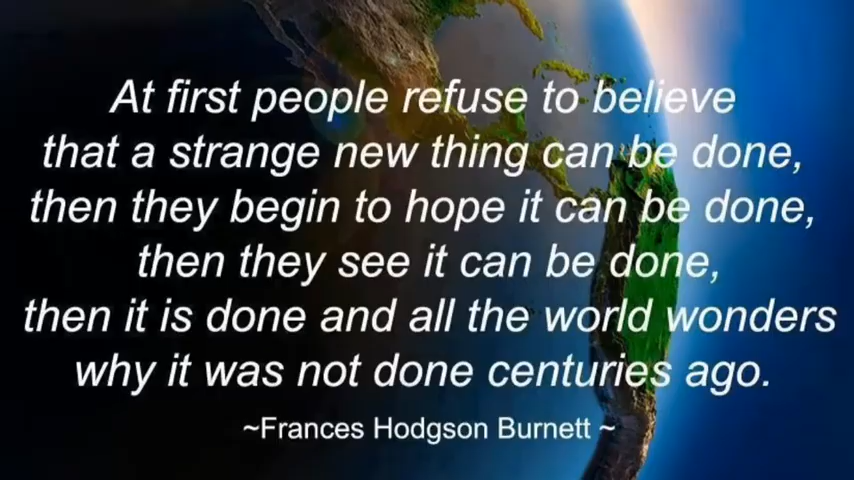 At first people refuse to believe
that a strange new thing can be done,
then they begin to hope it can be done,
then they see it can be done,
then it is done and all the world wonders
why it was not done centuries ago.
~Frances Hodgson Burnett ~